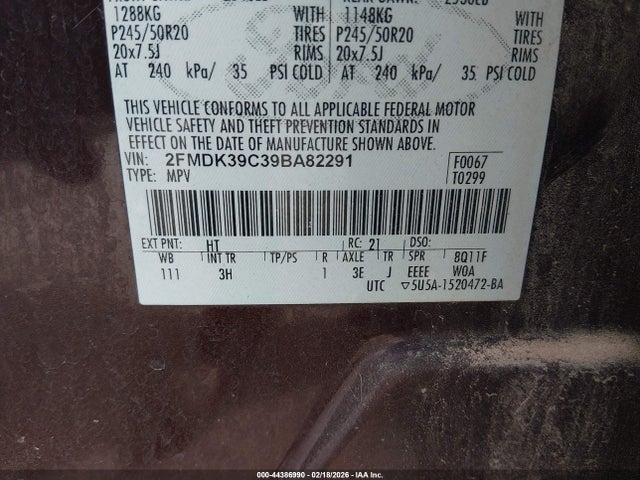 1288KG WITH 1148KG WITH
P245/50R20 TIRES P245/50R20 TIRES
20x7.5J RIMS 20x7.5J RIMS
AT 240 kPa/ 35 PSI COLD AT 240 kPa/ 35 PSI COLD
THIS VEHICLE CONFORMS TO ALL APPLICABLE FEDERAL MOTOR
VEHICLE SAFETY AND THEFT PREVENTION STANDARDS IN
EFFECT ON THE DATE OF MANUFACTURE SHOWN ABOVE.
VIN: 2FMDK39C39BA82291 F0067
TYPE: MPV T0299
EXT PNT: HT RC: 21 DSO:
WB INT TR TP/PS R AXLE TR SPR 8Q11F
111 3H 1 3E J EEEE WOA
UTC ▽5U5A-1520472-BA
000-44386990 | 02/18/2026 - IAA Inc.